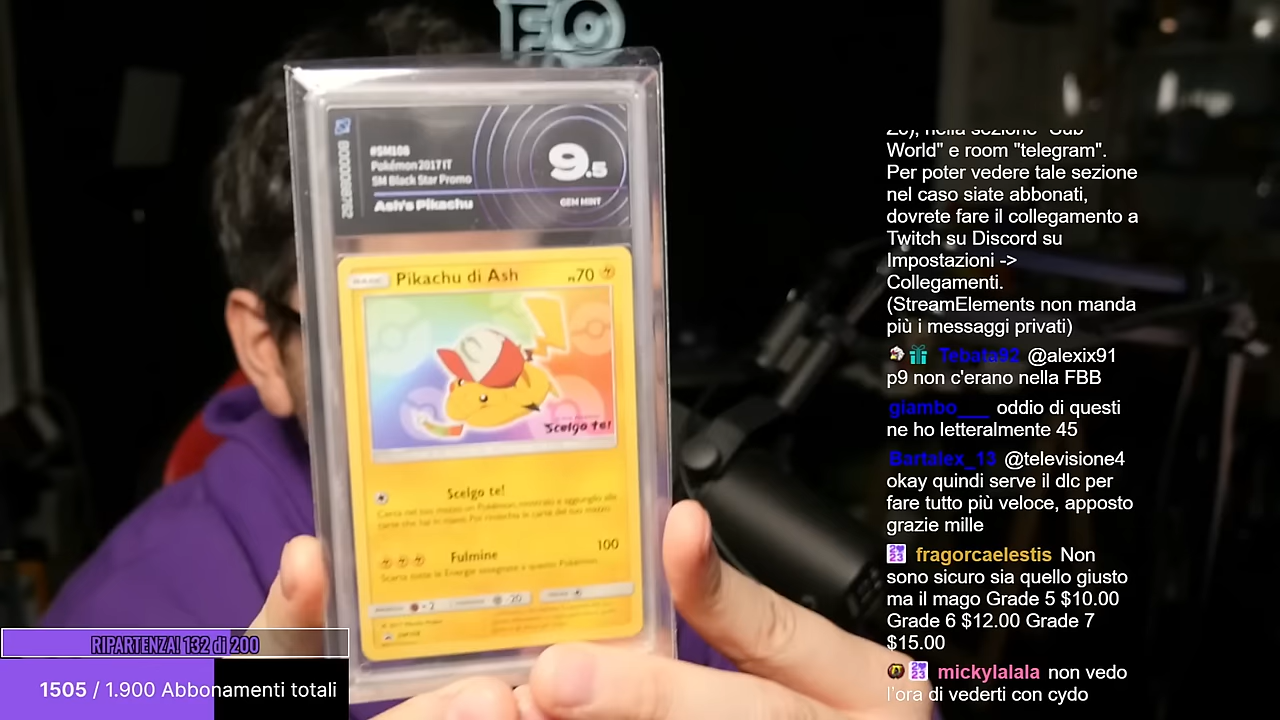 #SM108
Pokémon 2017 IT
SM Black Star Promo
Ash's Pikachu
9.5
GEM MINT
Pikachu di Ash
70
Scelgo te!
Scelgo te!
Fulmine
100
RIPARTENZA! 132 di 200
1505 / 1.900 Abbonamenti totali
World" e room "telegram".
Per poter vedere tale sezione
nel caso siate abbonati,
dovrete fare il collegamento a
Twitch su Discord su
Impostazioni ->
Collegamenti.
(StreamElements non manda
più i messaggi privati)
Tebata92 @alexix91
p9 non c'erano nella FBB
giambo___ oddio di questi
ne ho letteralmente 45
Bartalex_13 @televisione4
okay quindi serve il dlc per
fare tutto più veloce, apposto
grazie mille
fragorcaelestis Non
sono sicuro sia quello giusto
ma il mago Grade 5 $10.00
Grade 6 $12.00 Grade 7
$15.00
mickylalala non vedo
l'ora di vederti con cydo